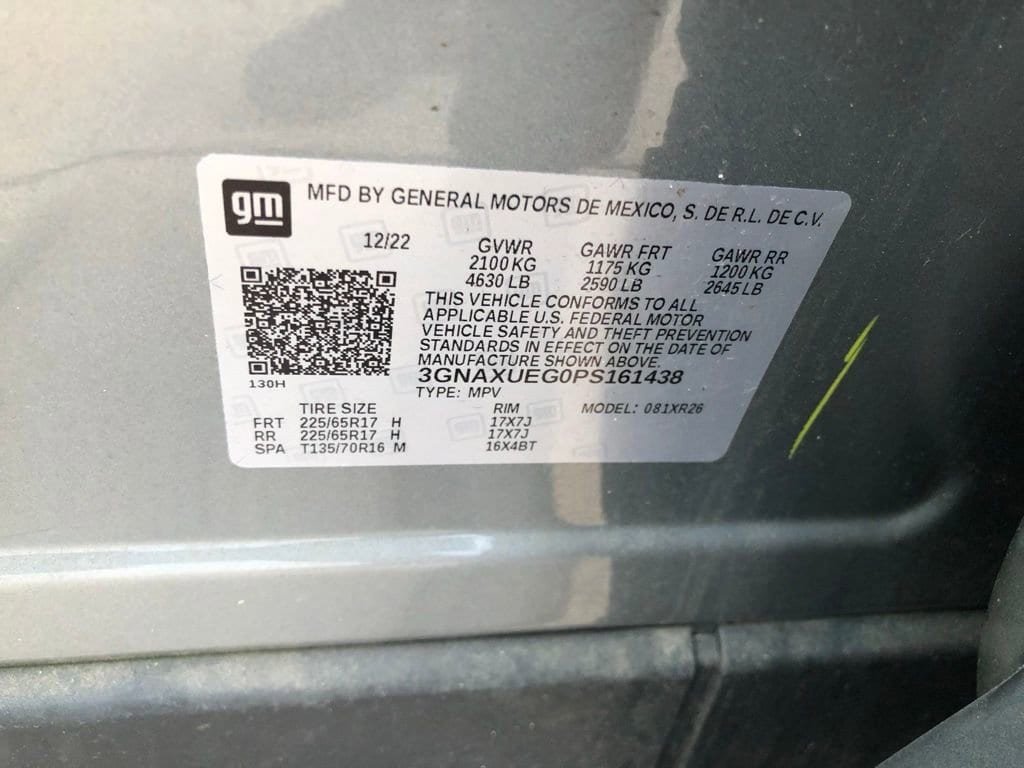 gm
MFD BY GENERAL MOTORS DE MEXICO, S. DE R.L. DE C.V.
12/22 GVWR GAWR FRT GAWR RR
2100 KG 1175 KG 1200 KG
4630 LB 2590 LB 2645 LB
THIS VEHICLE CONFORMS TO ALL
APPLICABLE U.S. FEDERAL MOTOR
VEHICLE SAFETY AND THEFT PREVENTION
STANDARDS IN EFFECT ON THE DATE OF
MANUFACTURE SHOWN ABOVE.
130H
3GNAXUEG0PS161438
TYPE: MPV
TIRE SIZE RIM MODEL: 081XR26
FRT 225/65R17 H 17X7J
RR 225/65R17 H 17X7J
SPA T135/70R16 M 16X4BT